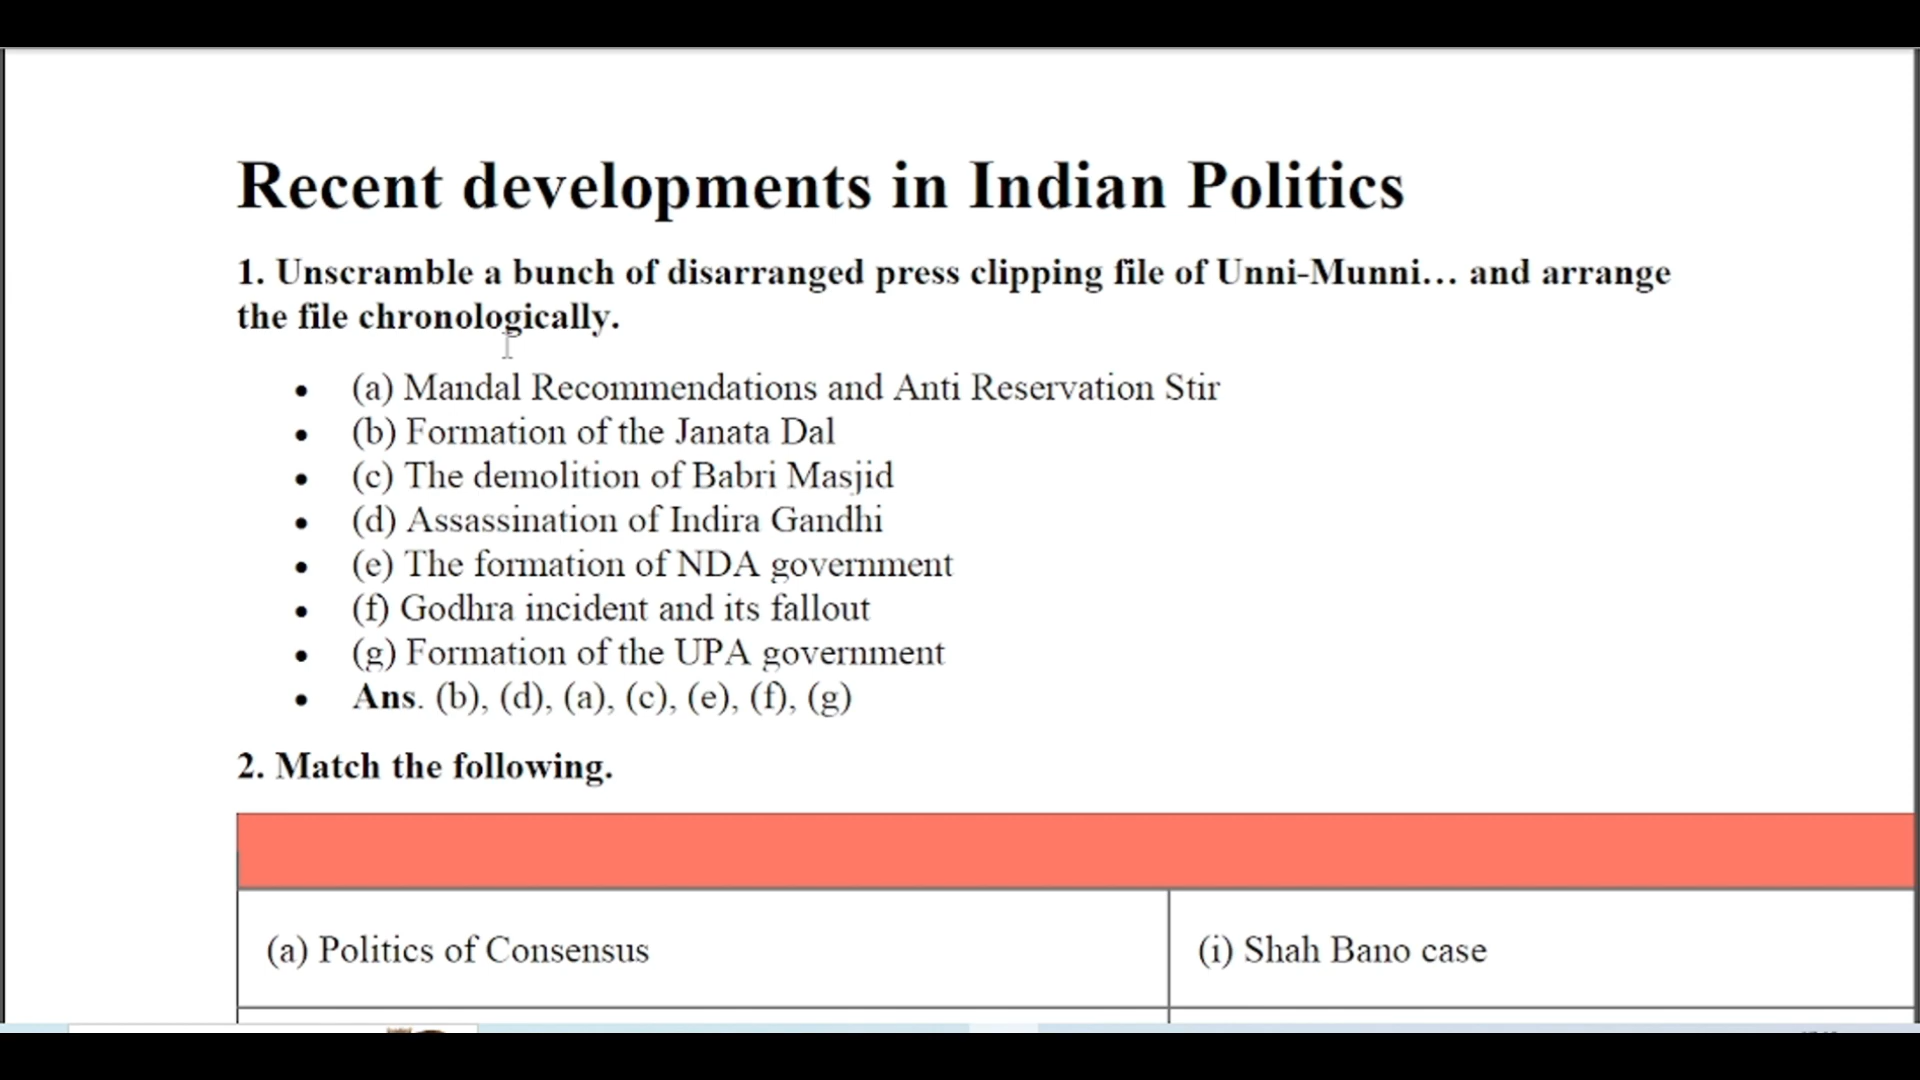 Recent developments in Indian Politics
1. Unscramble a bunch of disarranged press clipping file of Unni-Munni… and arrange
the file chronologically.
• (a) Mandal Recommendations and Anti Reservation Stir
• (b) Formation of the Janata Dal
• (c) The demolition of Babri Masjid
• (d) Assassination of Indira Gandhi
• (e) The formation of NDA government
• (f) Godhra incident and its fallout
• (g) Formation of the UPA government
• Ans. (b), (d), (a), (c), (e), (f), (g)
2. Match the following.
(a) Politics of Consensus
(i) Shah Bano case